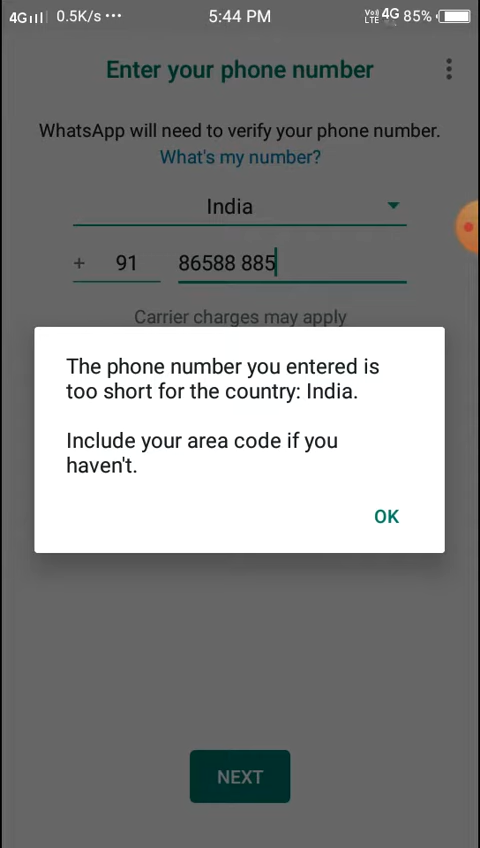 4G 0.5K/s ••• 5:44 PM VoLTE 4G 85%
Enter your phone number
WhatsApp will need to verify your phone number.
What's my number?
India
+ 91 86588 885
Carrier charges may apply
The phone number you entered is
too short for the country: India.
Include your area code if you
haven't.
OK
NEXT